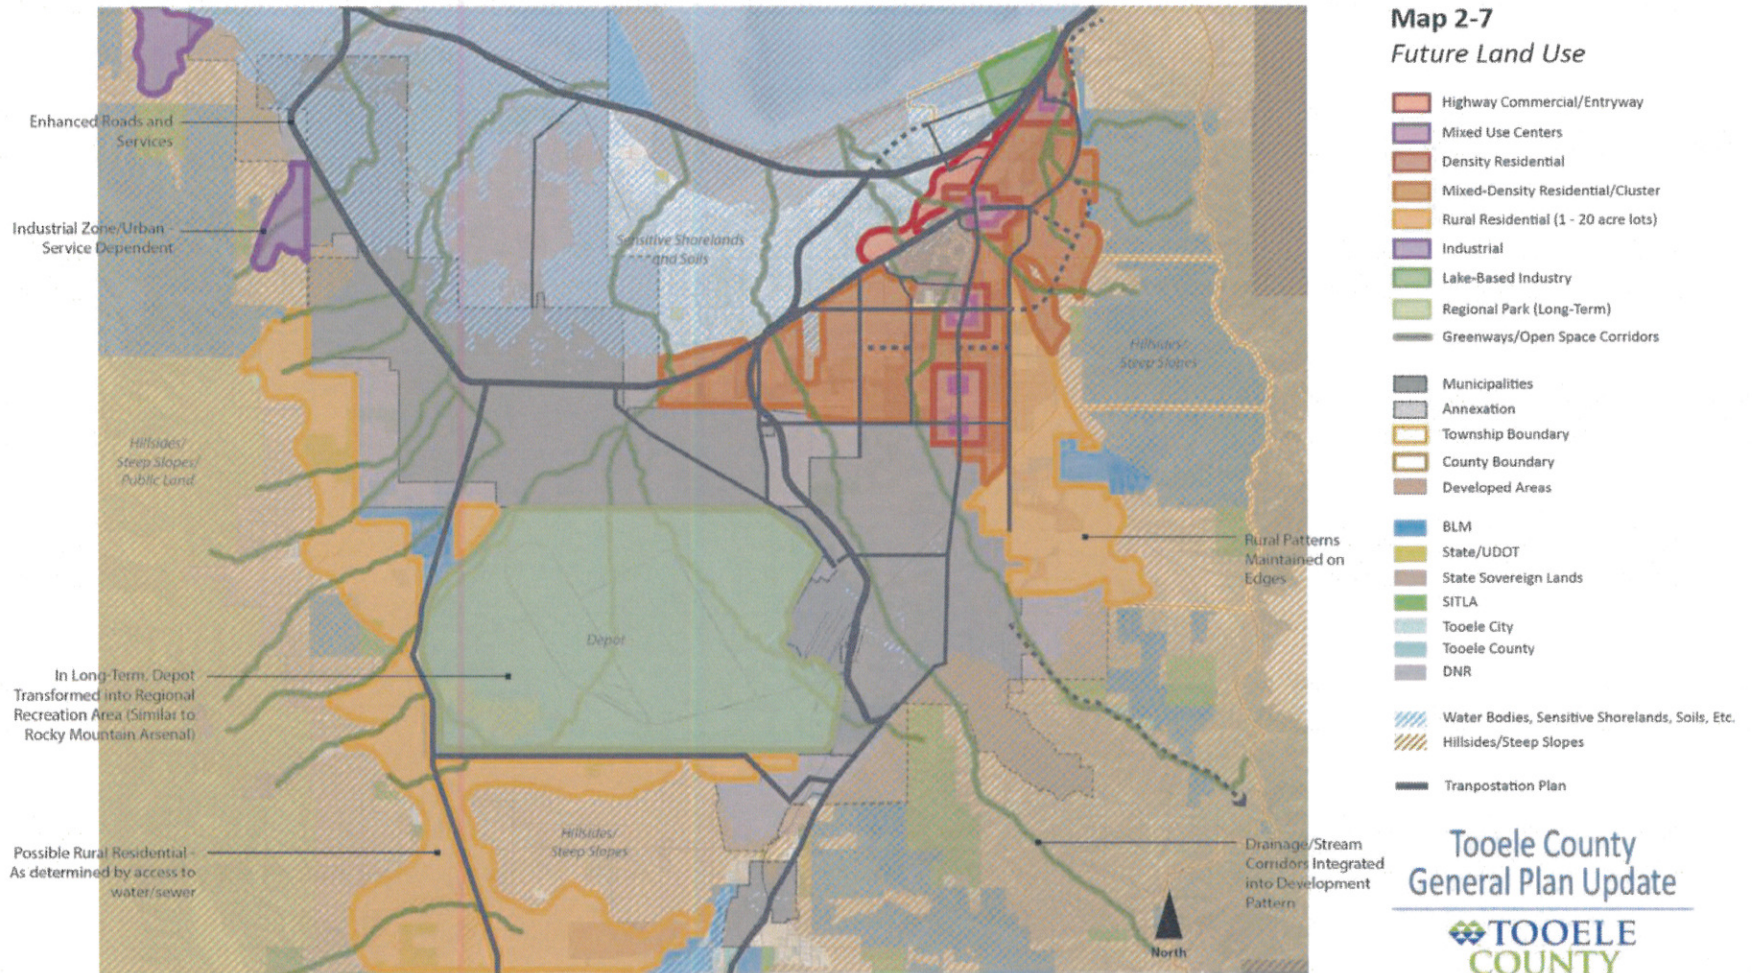 Map 2-7
Future Land Use
Highway Commercial/Entryway
Mixed Use Centers
Density Residential
Mixed-Density Residential/Cluster
Rural Residential (1 - 20 acre lots)
Industrial
Lake-Based Industry
Regional Park (Long-Term)
Greenways/Open Space Corridors
Municipalities
Annexation
Township Boundary
County Boundary
Developed Areas
BLM
State/UDOT
State Sovereign Lands
SITLA
Tooele City
Tooele County
DNR
Water Bodies, Sensitive Shorelands, Soils, Etc.
Hillsides/Steep Slopes
Tranpostation Plan
Tooele County
General Plan Update
TOOELE
COUNTY
Enhanced Roads and
Services
Industrial Zone/Urban -
Service Dependent
Sensitive Shorelands
and Soils
Hillsides/
Steep Slopes
Hillsides/
Steep Slopes/
Public Land
Rural Patterns
Maintained on
Edges
Depot
In Long-Term, Depot
Transformed into Regional
Recreation Area (Similar to
Rocky Mountain Arsenal)
Hillsides/
Steep Slopes
Possible Rural Residential -
As determined by access to
water/sewer
Drainage/Stream
Corridors Integrated
into Development
Pattern
North